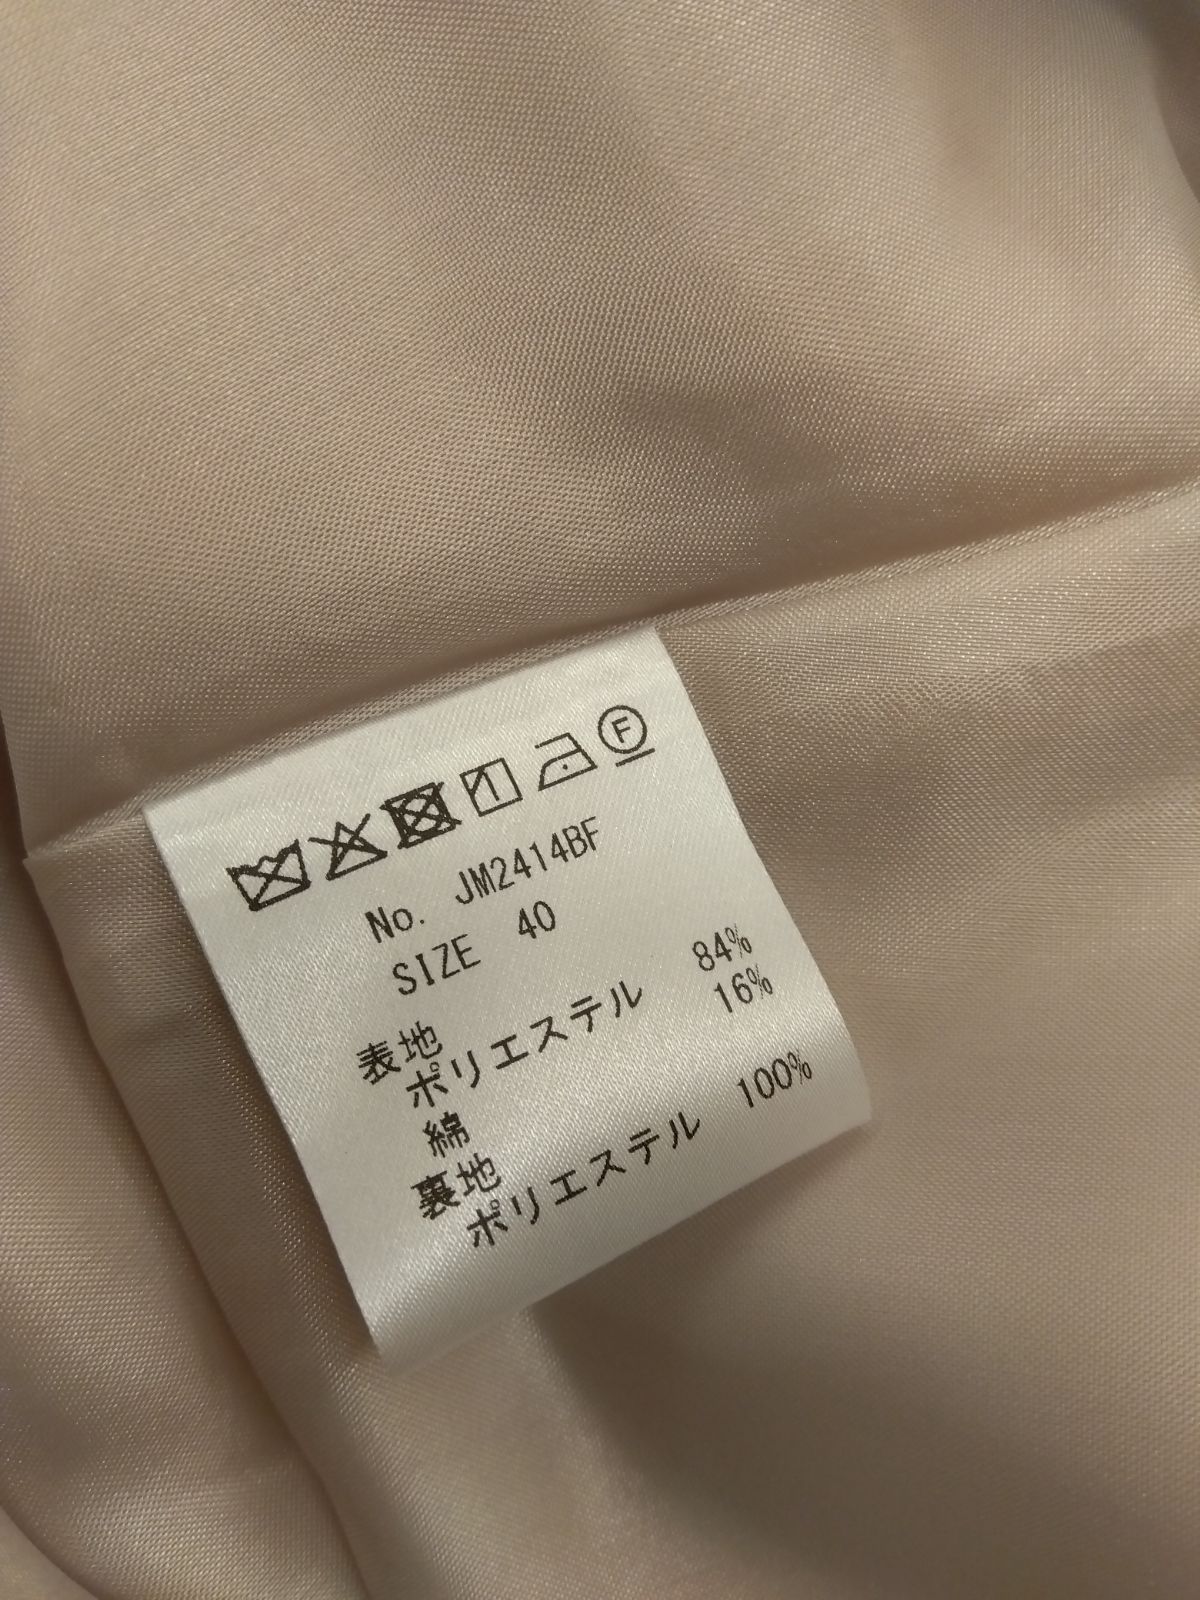 F
No. JM2414BF
SIZE 40
表地
ポリエステル 84%
綿 16%
裏地
ポリエステル 100%